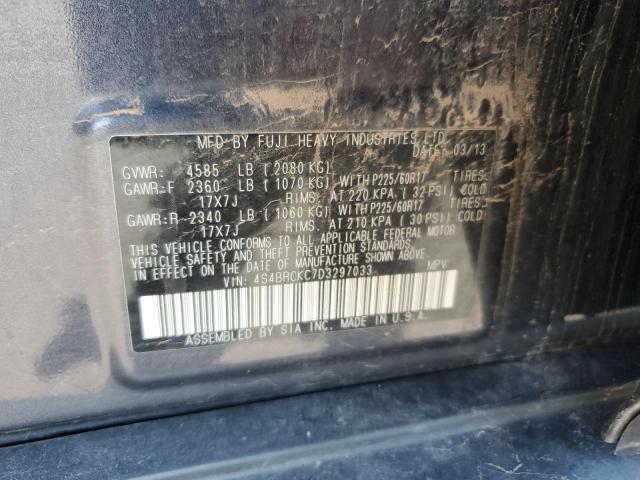 MFD BY FUJI HEAVY INDUSTRIES LTD.
DATE 03/13
GVWR: 4585 LB (2080 KG)
GAWR:F 2360 LB (1070 KG) WITH P225/60R17 TIRES
17X7J RIMS, AT 220 KPA (32 PSI) COLD
GAWR:R 2340 LB (1060 KG) WITH P225/60R17 TIRES
17X7J RIMS, AT 210 KPA (30 PSI) COLD
THIS VEHICLE CONFORMS TO ALL APPLICABLE FEDERAL MOTOR
VEHICLE SAFETY AND THEFT PREVENTION STANDARDS
IN EFFECT ON THE DATE OF MANUFACTURE SHOWN ABOVE.
VIN: 4S4BRCKC7D3297033 MPV
ASSEMBLED BY SIA INC. MADE IN U.S.A.